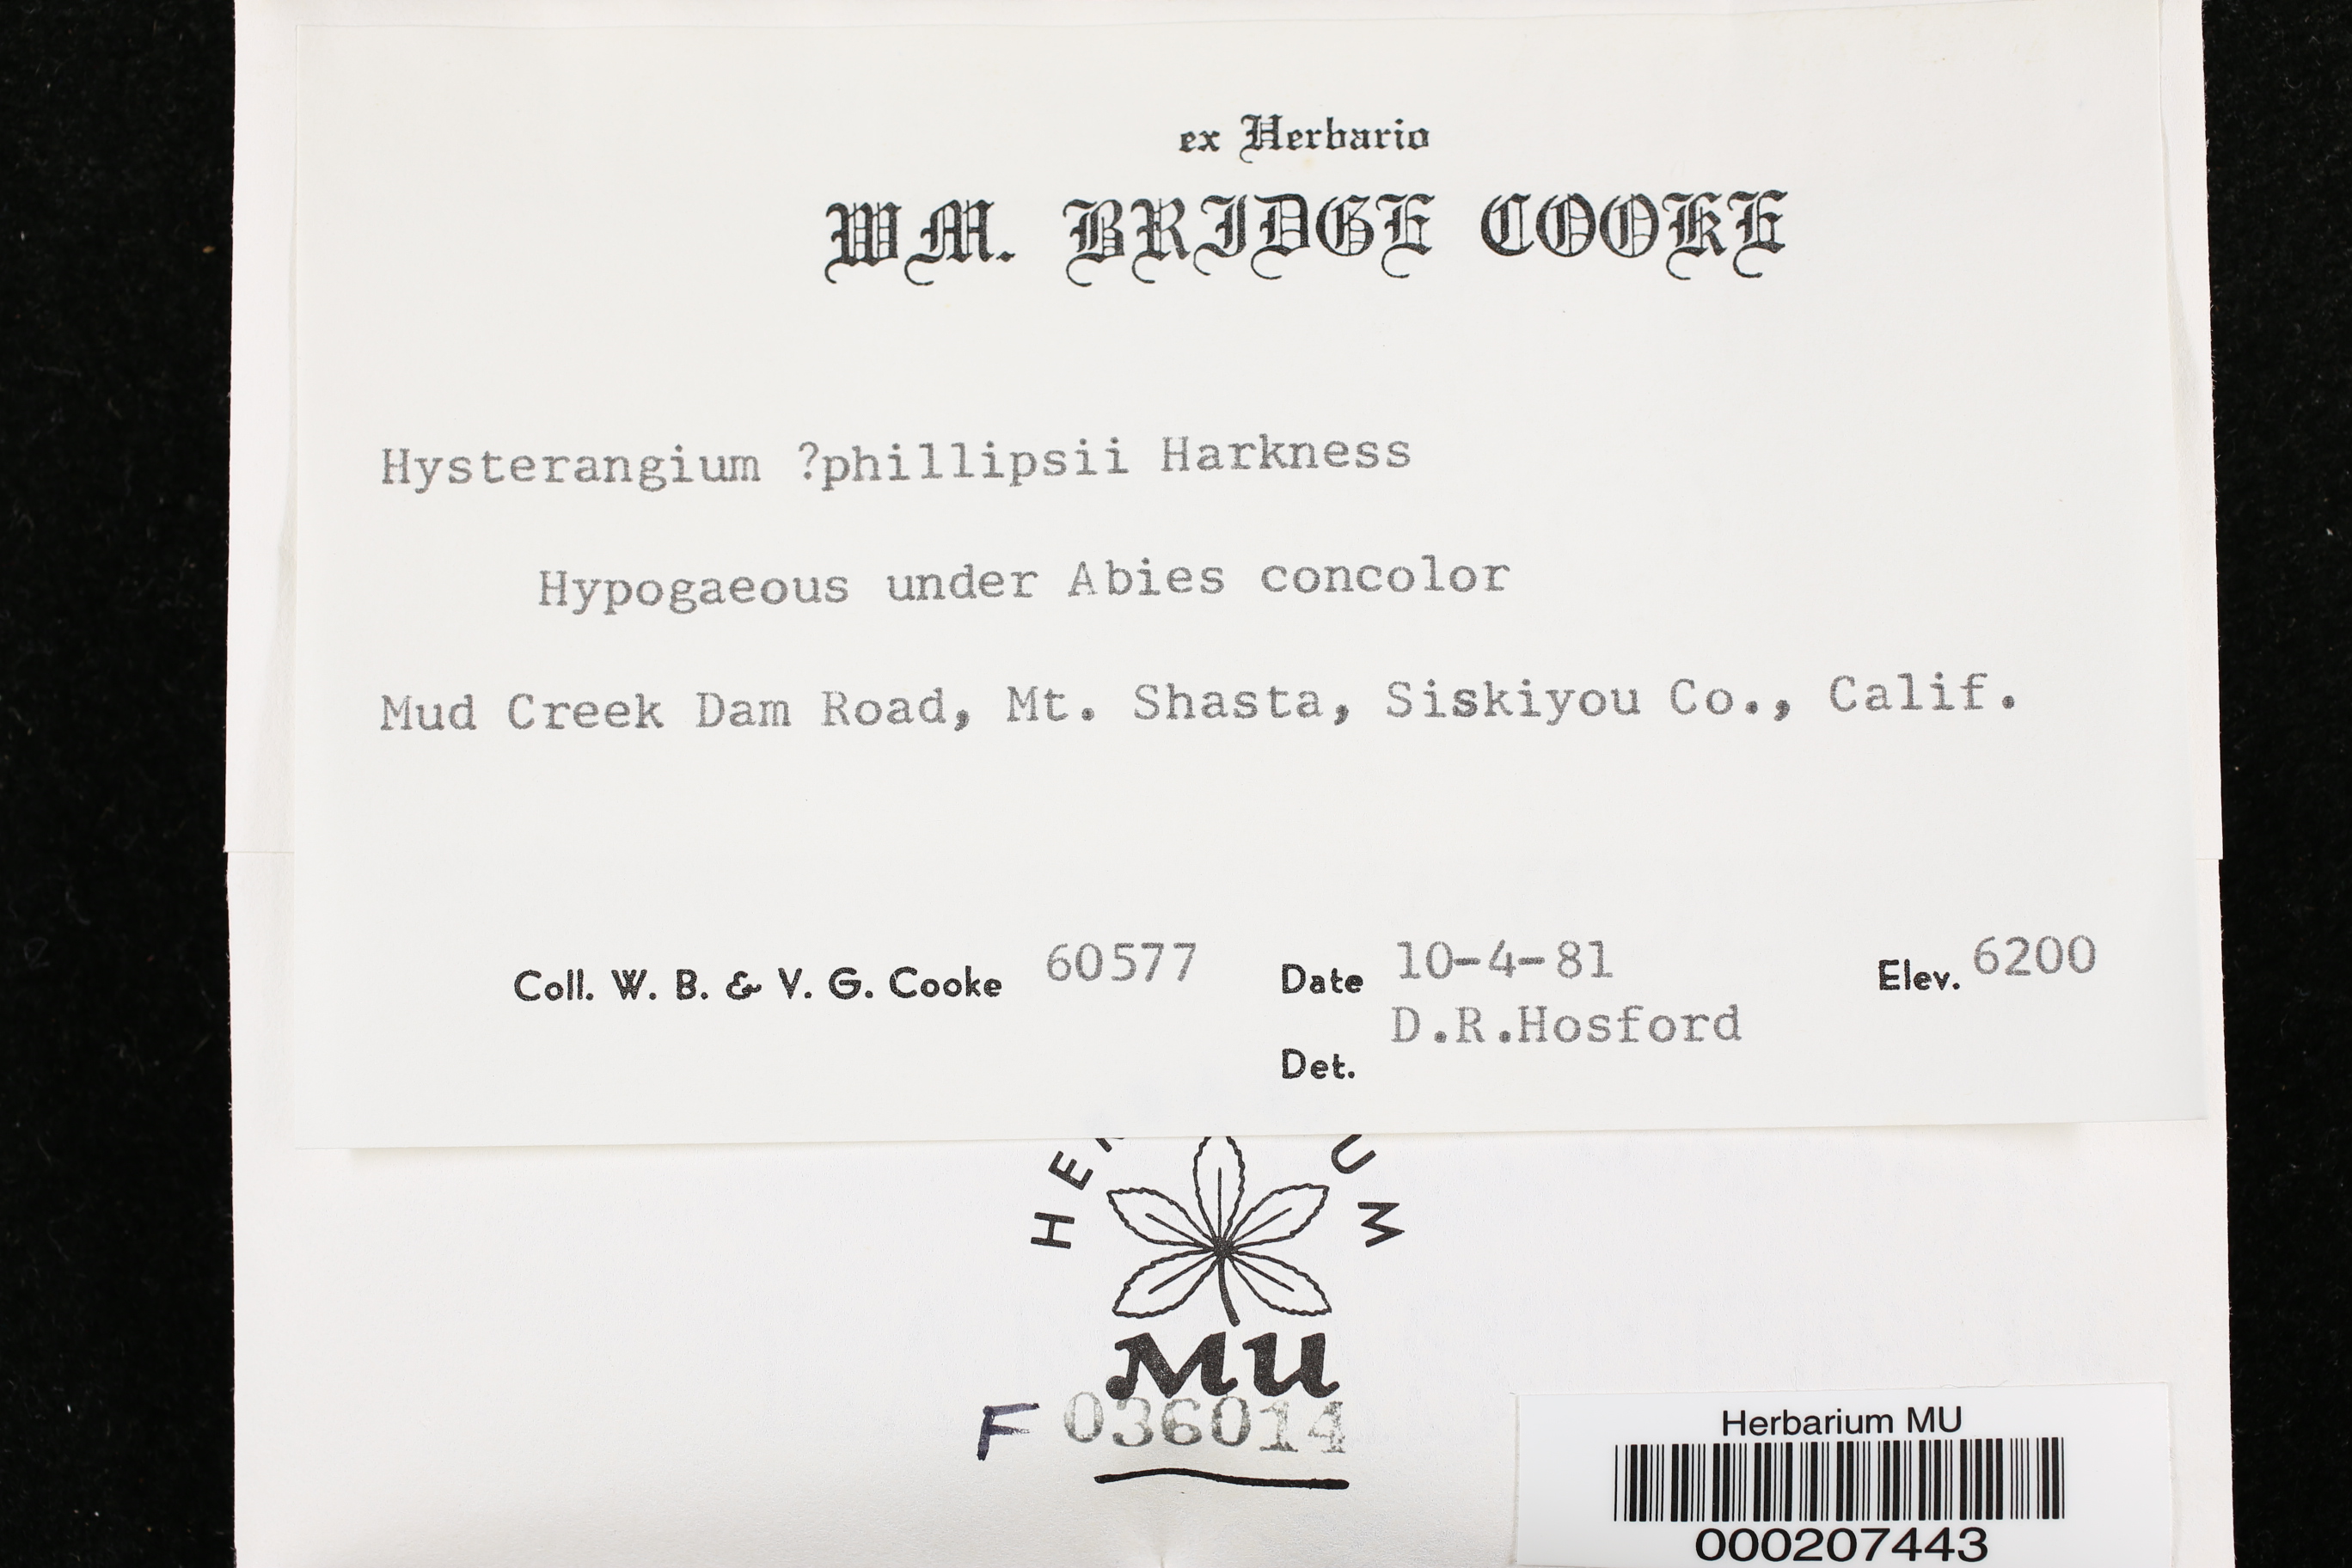 ex Herbario
WM. BRIDGE COOKE
Hysterangium ?phillipsii Harkness
Hypogaeous under Abies concolor
Mud Creek Dam Road, Mt. Shasta, Siskiyou Co., Calif.
Coll. W. B. & V. G. Cooke 60577 Date 10-4-81 Elev. 6200
Det. D.R.Hosford
MU
F 036014
Herbarium MU
000207443